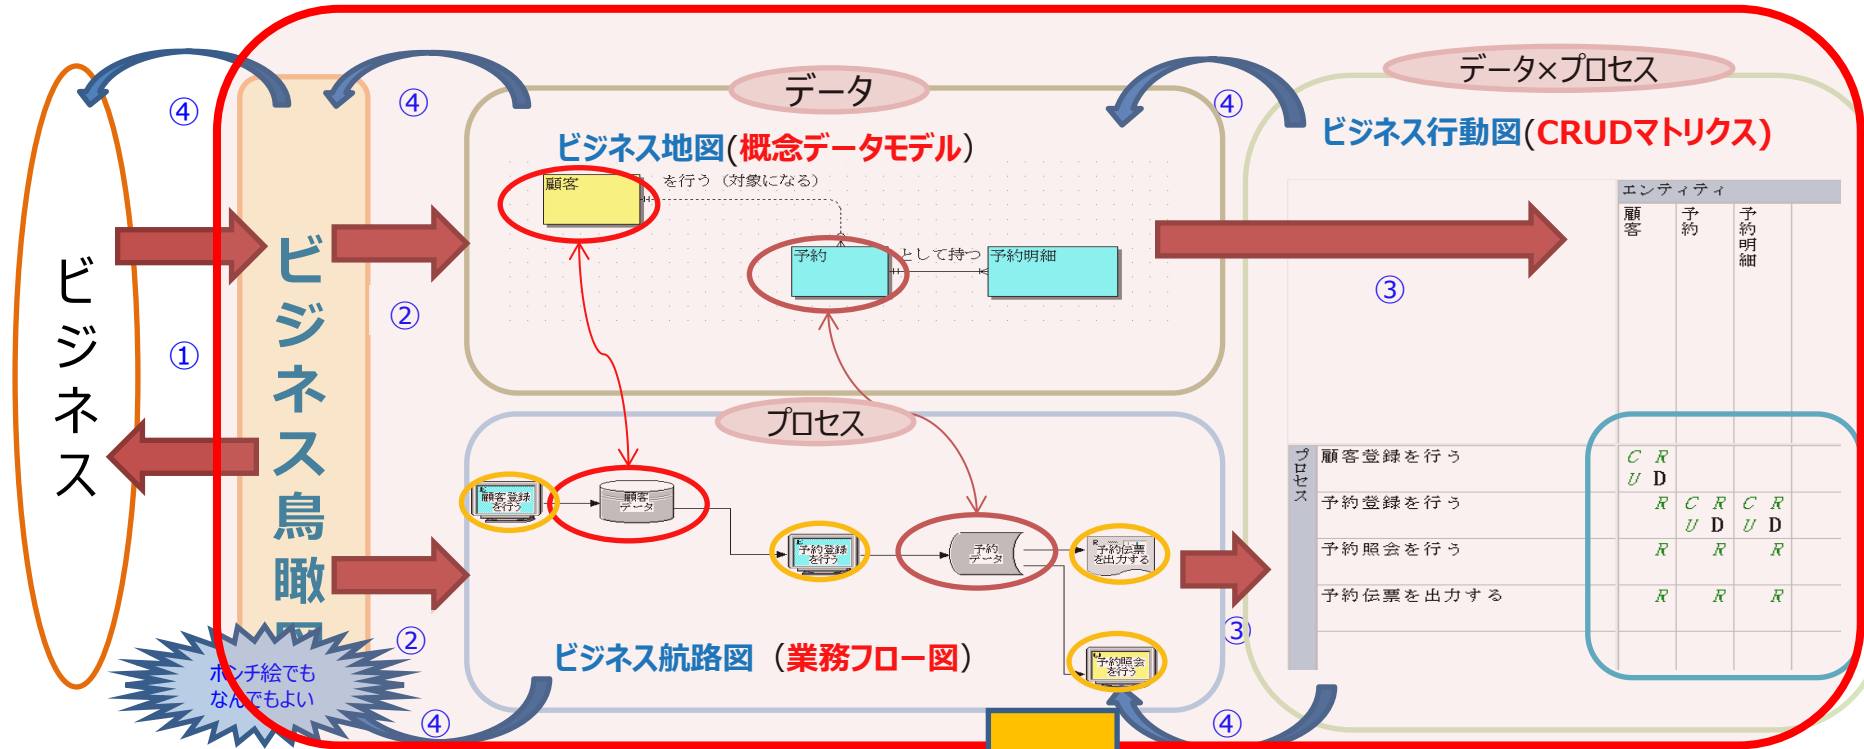 ビジネス
①
④
ビジネス鳥瞰図
ポンチ絵でも
なんでもよい
④
②
②
④
データ
ビジネス地図(概念データモデル)
顧客
を行う（対象になる）
予約
として持つ
予約明細
プロセス
顧客登録
を行う
顧客
データ
予約登録
を行う
予約
データ
予約伝票
を出力する
予約照会
を行う
ビジネス航路図（業務フロー図）
④
③
③
④
データ×プロセス
ビジネス行動図(CRUDマトリクス)
エンティティ
顧客
予約
予約明細
プロセス
顧客登録を行う C R
U D
予約登録を行う R C R C R
U D U D
予約照会を行う R R R
予約伝票を出力する R R R